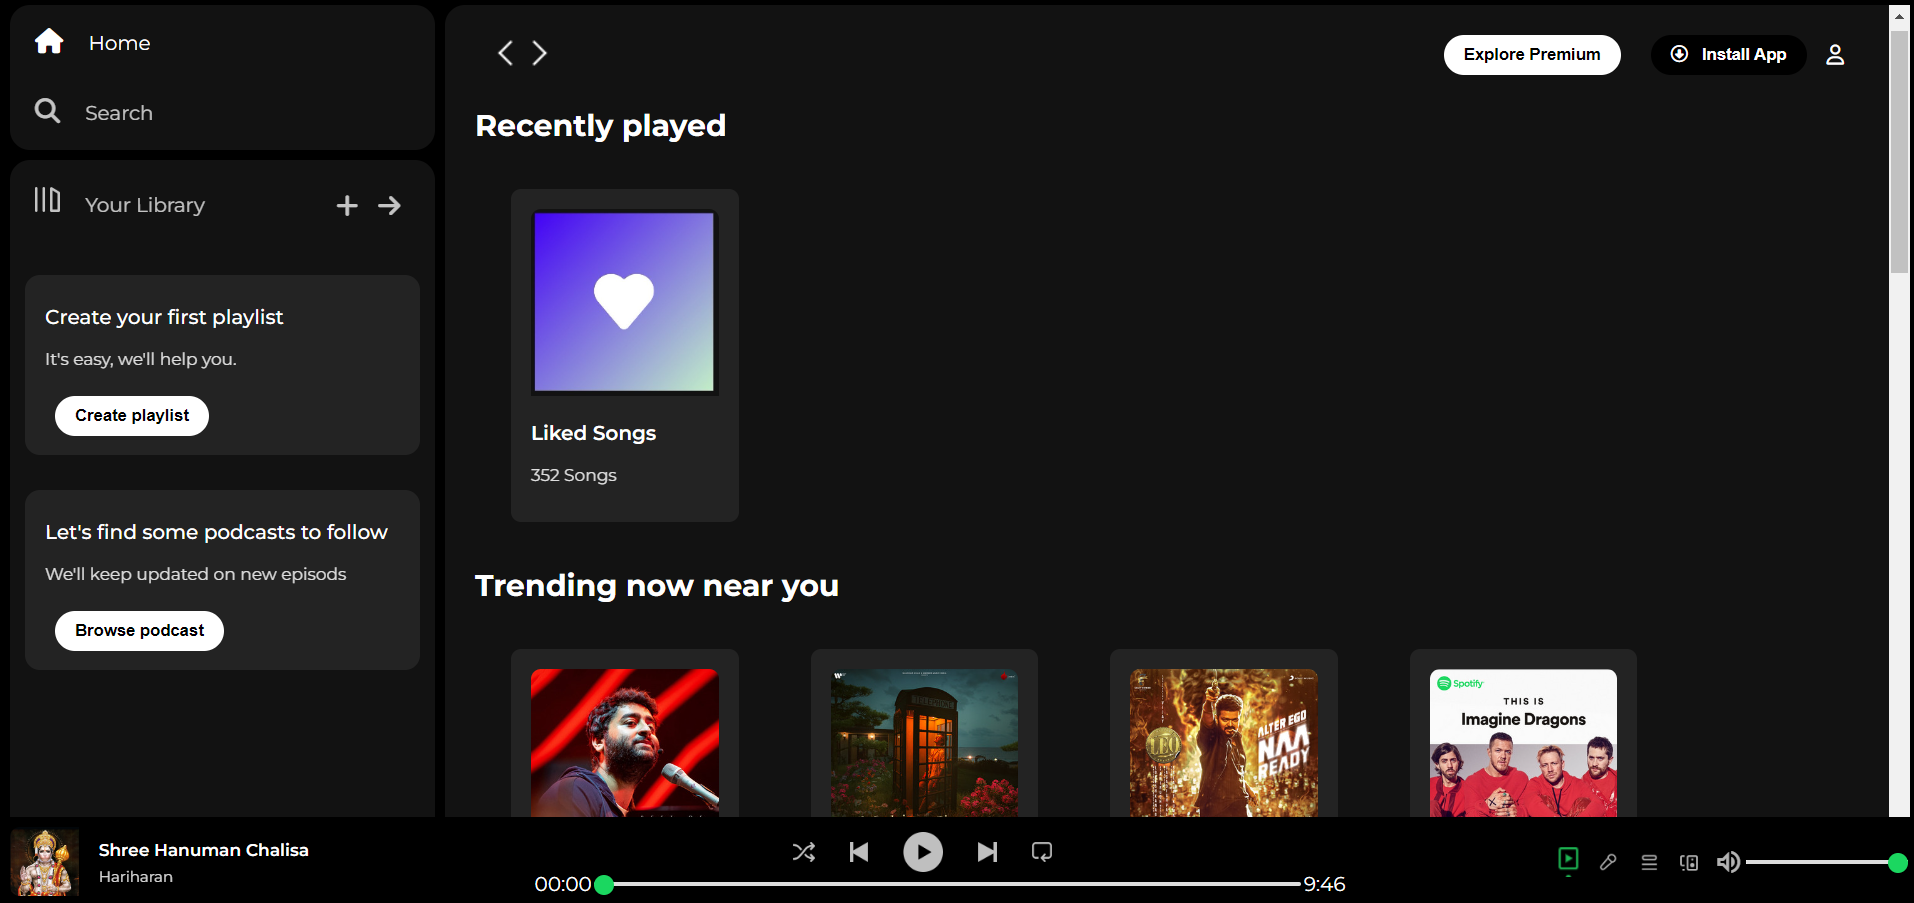 Home
Search
Your Library
Create your first playlist
It's easy, we'll help you.
Create playlist
Let's find some podcasts to follow
We'll keep updated on new episods
Browse podcast
Explore Premium
Install App
Recently played
Liked Songs
352 Songs
Trending now near you
TELEPHONE
LEO
ALTER EGO
NAA
READY
Spotify
THIS IS
Imagine Dragons
Shree Hanuman Chalisa
Hariharan
00:00
9:46